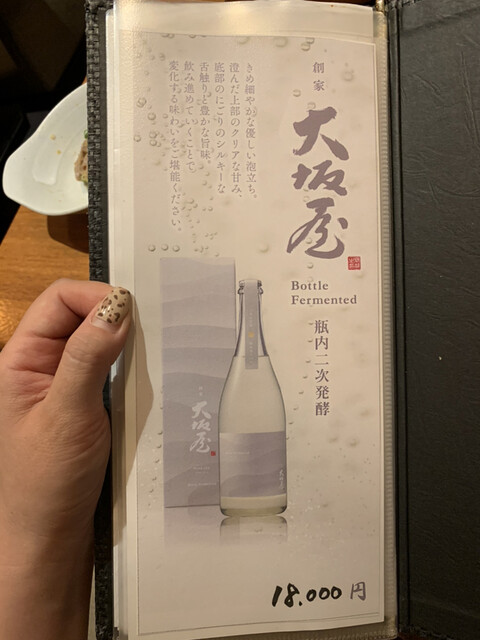 創家
大坂屋
Bottle
Fermented
瓶内二次発酵
きめ細やかな優しい泡立ち。
澄んだ上部のクリアな甘み、
底部のにごりのシルキーな
舌触りと豊かな旨味。
飲み進めていくことで
変化する味わいをご堪能ください。
大坂屋
18.000円